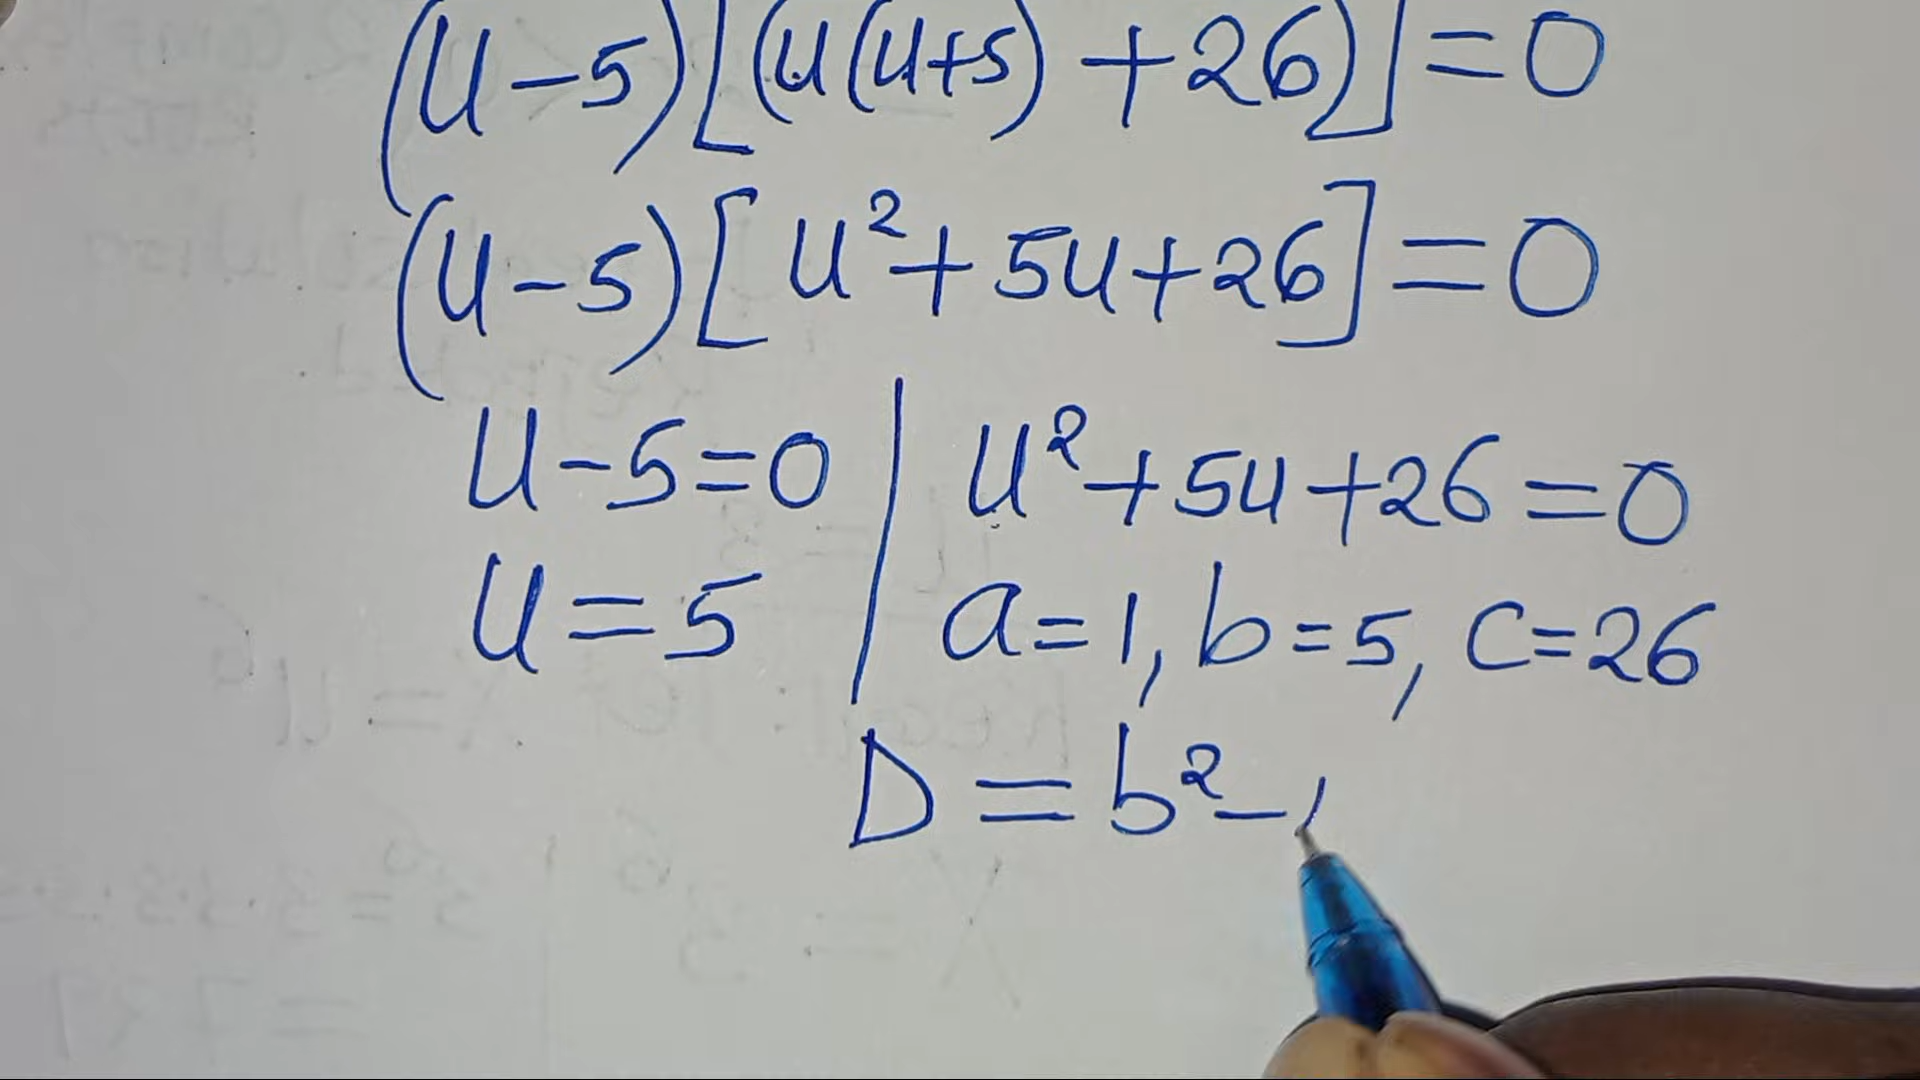 (u-5)[(u(u+5)+26)]=0
(u-5)[u²+5u+26]=0
u-5=0 | u²+5u+26=0
u=5 | a=1, b=5, c=26
D=b²-